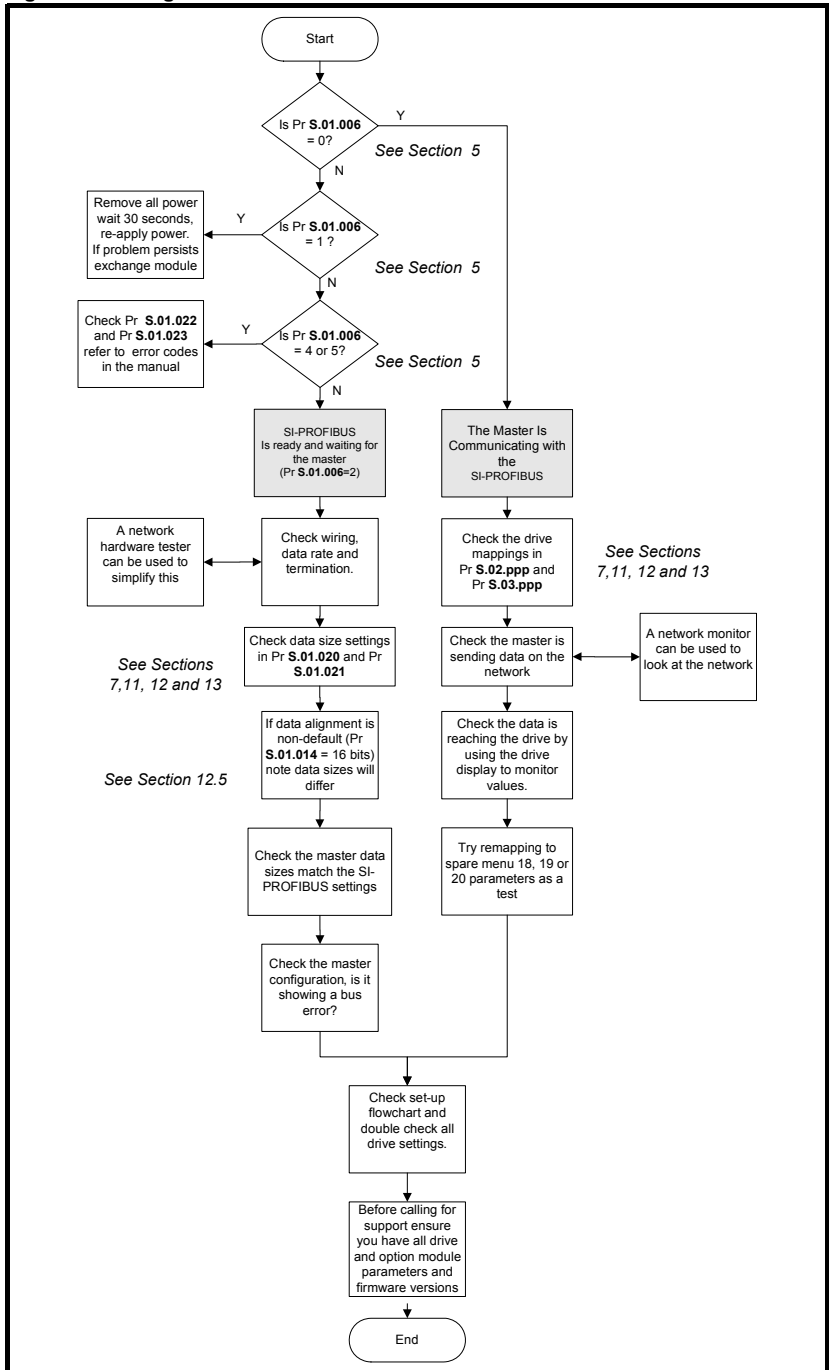 Start
Is Pr S.01.006
= 0?
Y
See Section 5
N
Remove all power
wait 30 seconds,
re-apply power.
If problem persists
exchange module
Y
Is Pr S.01.006
= 1 ?
See Section 5
N
Check Pr S.01.022
and Pr S.01.023
refer to error codes
in the manual
Y
Is Pr S.01.006
= 4 or 5?
See Section 5
N
SI-PROFIBUS
Is ready and waiting for
the master
(Pr S.01.006=2)
The Master Is
Communicating with
the
SI-PROFIBUS
A network
hardware tester
can be used to
simplify this
Check wiring,
data rate and
termination.
Check the drive
mappings in
Pr S.02.ppp and
Pr S.03.ppp
See Sections
7,11, 12 and 13
See Sections
7,11, 12 and 13
Check data size settings
in Pr S.01.020 and Pr
S.01.021
Check the master is
sending data on the
network
A network monitor
can be used to
look at the network
See Section 12.5
If data alignment is
non-default (Pr
S.01.014 = 16 bits)
note data sizes will
differ
Check the data is
reaching the drive by
using the drive
display to monitor
values.
Check the master data
sizes match the SI-
PROFIBUS settings
Try remapping to
spare menu 18, 19 or
20 parameters as a
test
Check the master
configuration, is it
showing a bus
error?
Check set-up
flowchart and
double check all
drive settings.
Before calling for
support ensure
you have all drive
and option module
parameters and
firmware versions
End